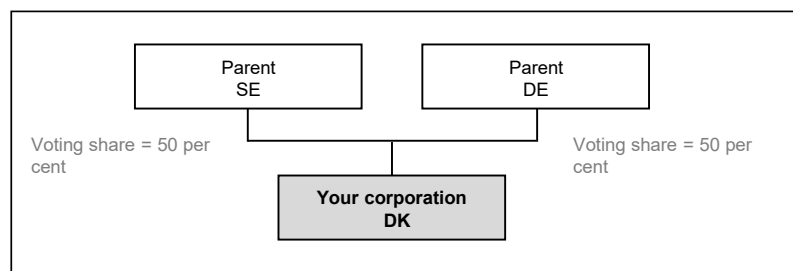 Parent
SE
Parent
DE
Voting share = 50 per
cent
Voting share = 50 per
cent
Your corporation
DK